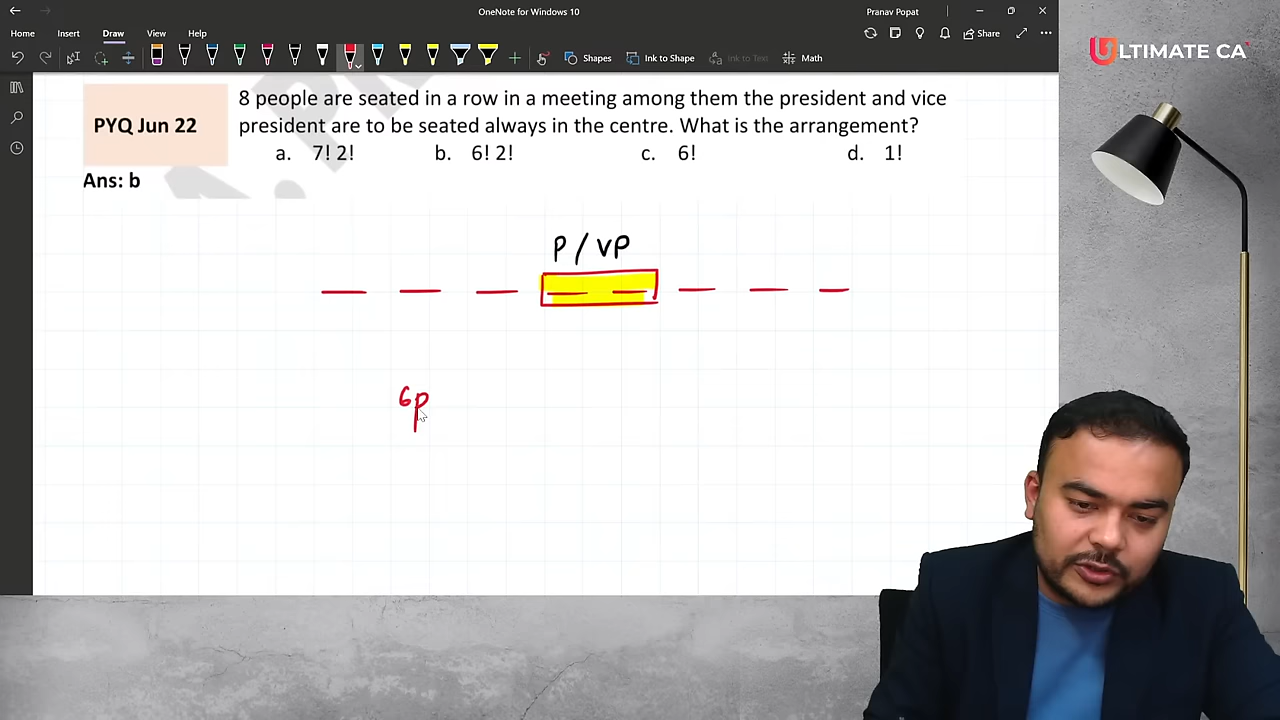 OneNote for Windows 10
Pranav Popat
ULTIMATE CA
Home Insert Draw View Help
Share
Shapes Ink to Shape Ink to Text Math
8 people are seated in a row in a meeting among them the president and vice
PYQ Jun 22
president are to be seated always in the centre. What is the arrangement?
a. 7! 2! b. 6! 2! c. 6! d. 1!
Ans: b
P / VP
6p